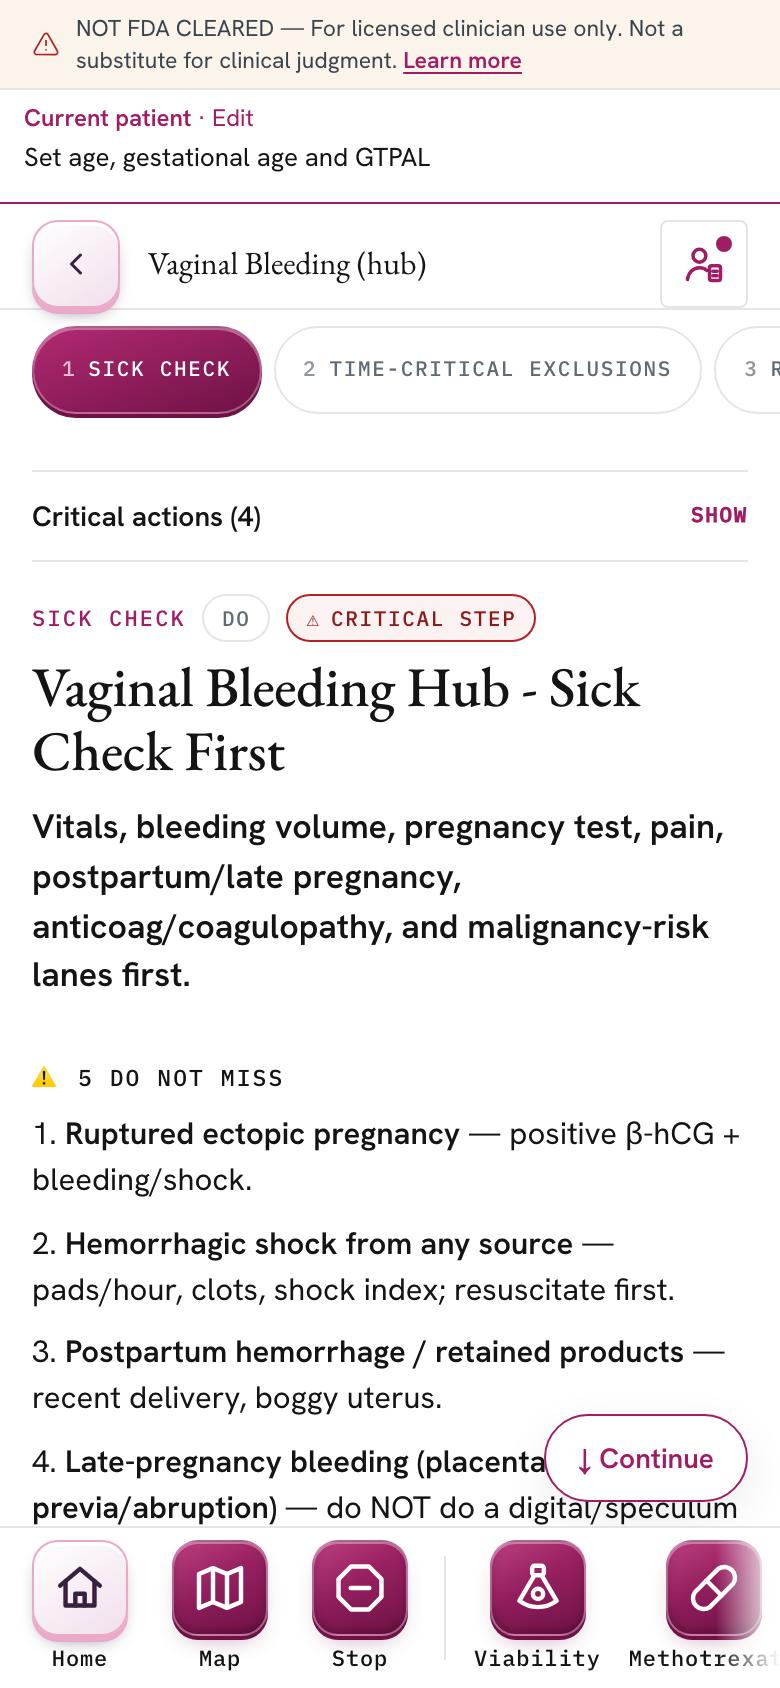 NOT FDA CLEARED — For licensed clinician use only. Not a
substitute for clinical judgment. Learn more
Current patient · Edit
Set age, gestational age and GTPAL
Vaginal Bleeding (hub)
1 SICK CHECK
2 TIME-CRITICAL EXCLUSIONS
3 R
Critical actions (4)
SHOW
SICK CHECK
DO
⚠ CRITICAL STEP
Vaginal Bleeding Hub - Sick
Check First
Vitals, bleeding volume, pregnancy test, pain,
postpartum/late pregnancy,
anticoag/coagulopathy, and malignancy-risk
lanes first.
⚠️ 5 DO NOT MISS
1. Ruptured ectopic pregnancy — positive β-hCG +
bleeding/shock.
2. Hemorrhagic shock from any source —
pads/hour, clots, shock index; resuscitate first.
3. Postpartum hemorrhage / retained products —
recent delivery, boggy uterus.
4. Late-pregnancy bleeding (placenta
previa/abruption) — do NOT do a digital/speculum
↓ Continue
Home
Map
Stop
Viability
Methotrexat